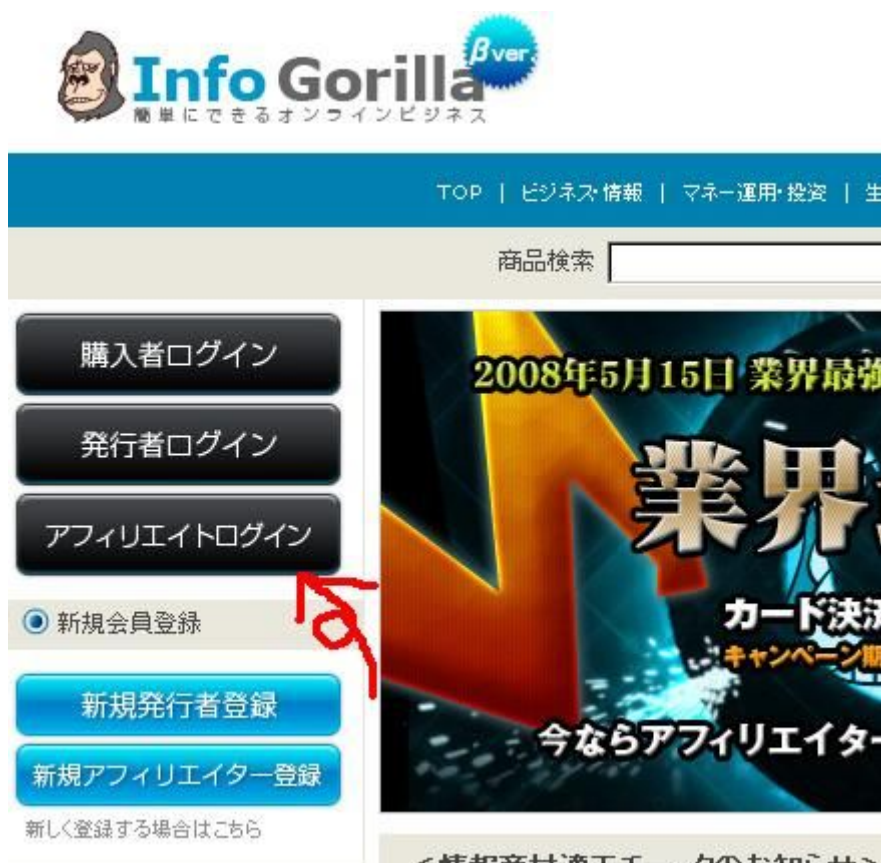 Info Gorilla βver.
簡単にできるオンラインビジネス
TOP | ビジネス・情報 | マネー運用・投資 | 生
商品検索
購入者ログイン
発行者ログイン
アフィリエイトログイン
新規会員登録
新規発行者登録
新規アフィリエイター登録
新しく登録する場合はこちら
2008年5月15日 業界最強
業界
カード決済
キャンペーン期
今ならアフィリエイター